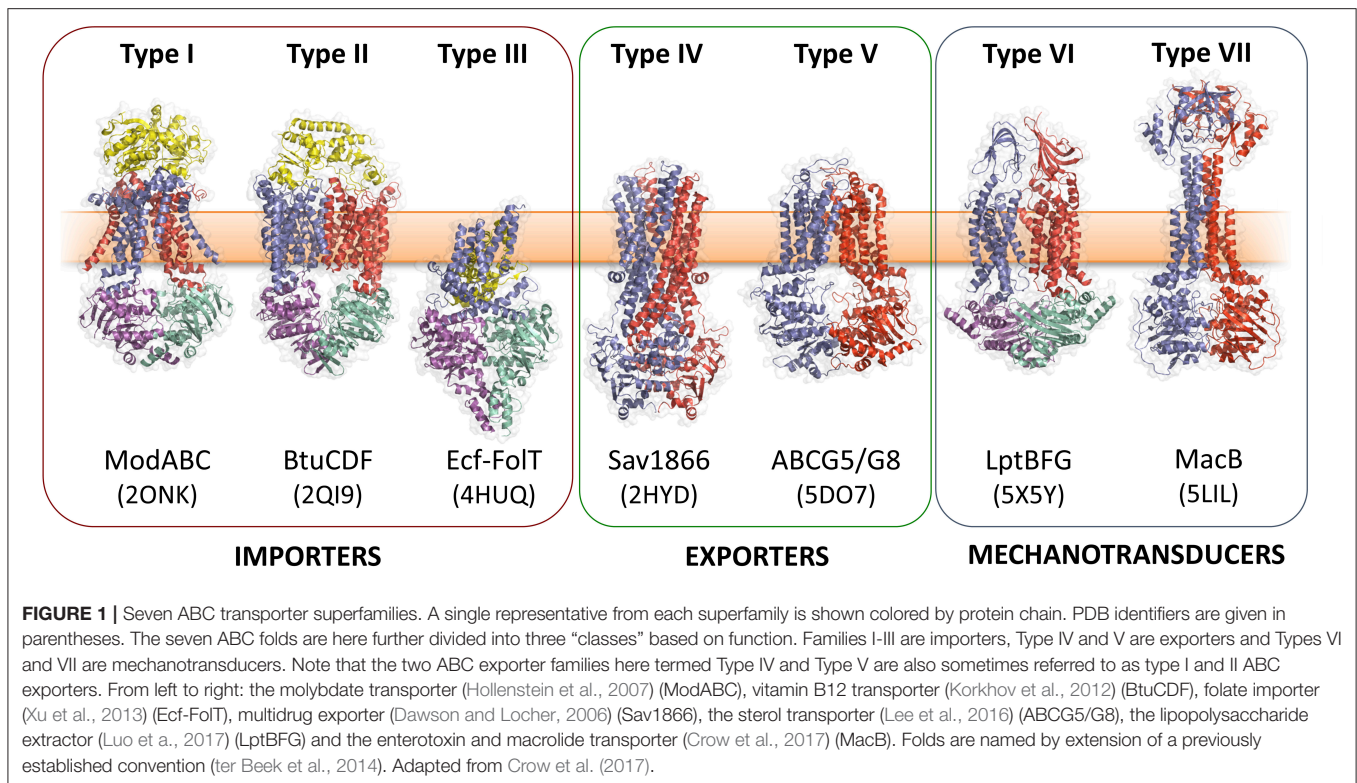 Type I Type II Type III Type IV Type V Type VI Type VII
ModABC BtuCDF Ecf-FolT Sav1866 ABCG5/G8 LptBFG MacB
(2ONK) (2QI9) (4HUQ) (2HYD) (5DO7) (5X5Y) (5LIL)
IMPORTERS EXPORTERS MECHANOTRANSDUCERS
FIGURE 1 | Seven ABC transporter superfamilies. A single representative from each superfamily is shown colored by protein chain. PDB identifiers are given in
parentheses. The seven ABC folds are here further divided into three “classes” based on function. Families I-III are importers, Type IV and V are exporters and Types VI
and VII are mechanotransducers. Note that the two ABC exporter families here termed Type IV and Type V are also sometimes referred to as type I and II ABC
exporters. From left to right: the molybdate transporter (Hollenstein et al., 2007) (ModABC), vitamin B12 transporter (Korkhov et al., 2012) (BtuCDF), folate importer
(Xu et al., 2013) (Ecf-FolT), multidrug exporter (Dawson and Locher, 2006) (Sav1866), the sterol transporter (Lee et al., 2016) (ABCG5/G8), the lipopolysaccharide
extractor (Luo et a., 2017) (LptBFG) and the enterotoxin and macrolide transporter (Crow et al., 2017) (MacB). Folds are named by extension of a previously
established convention (ter Beek et al., 2014). Adapted from Crow et al. (2017).